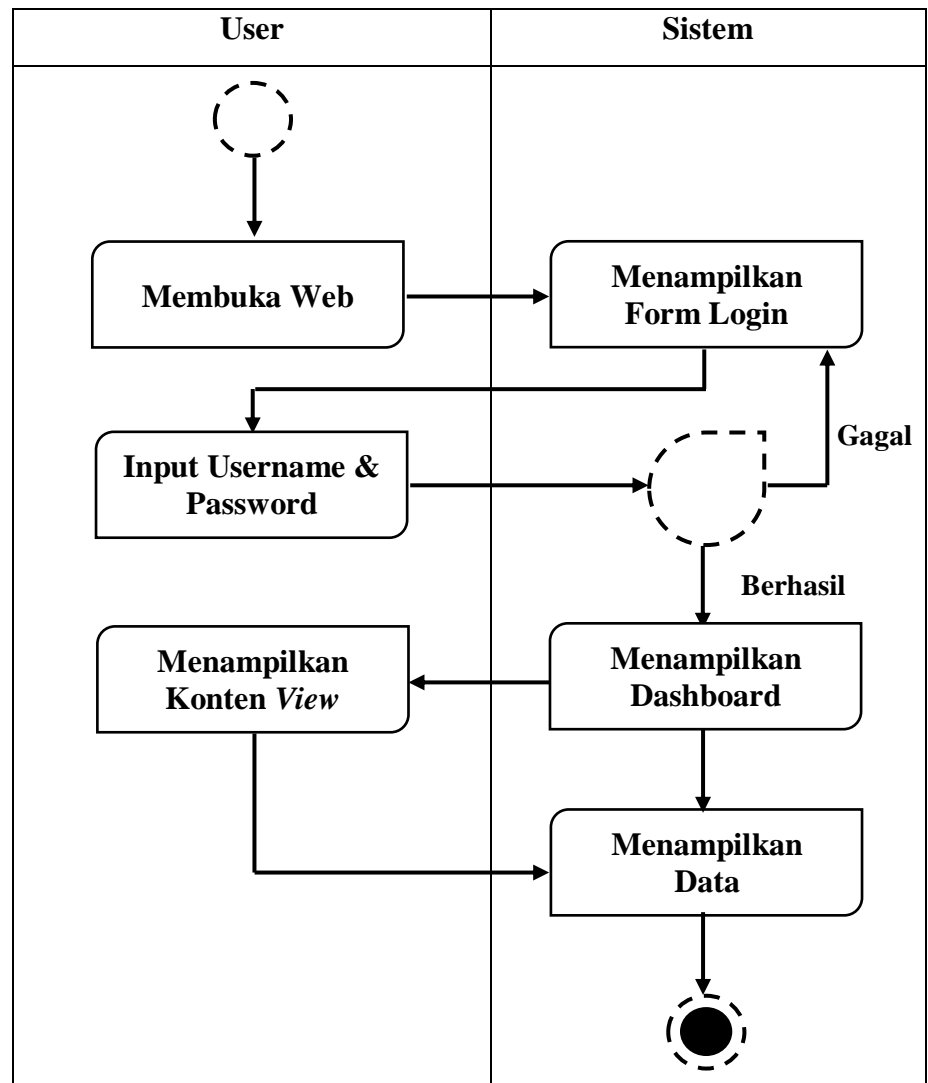 User
Sistem
Membuka Web
Menampilkan
Form Login
Input Username &
Password
Gagal
Berhasil
Menampilkan
Konten View
Menampilkan
Dashboard
Menampilkan
Data